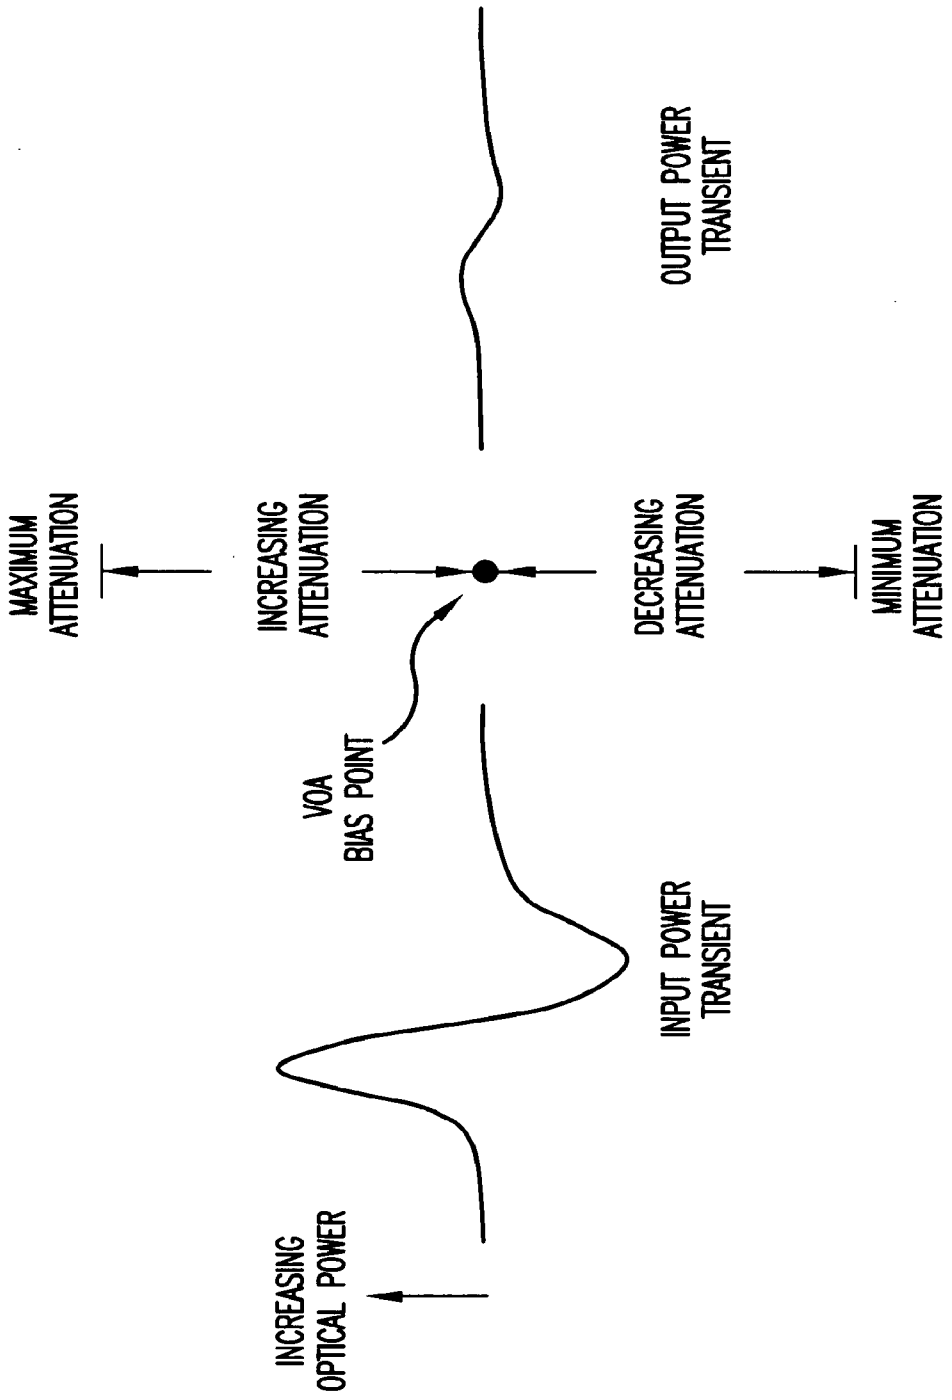 INCREASING
OPTICAL POWER
INPUT POWER
TRANSIENT
VOA
BIAS POINT
MAXIMUM
ATTENUATION
INCREASING
ATTENUATION
DECREASING
ATTENUATION
MINIMUM
ATTENUATION
OUTPUT POWER
TRANSIENT